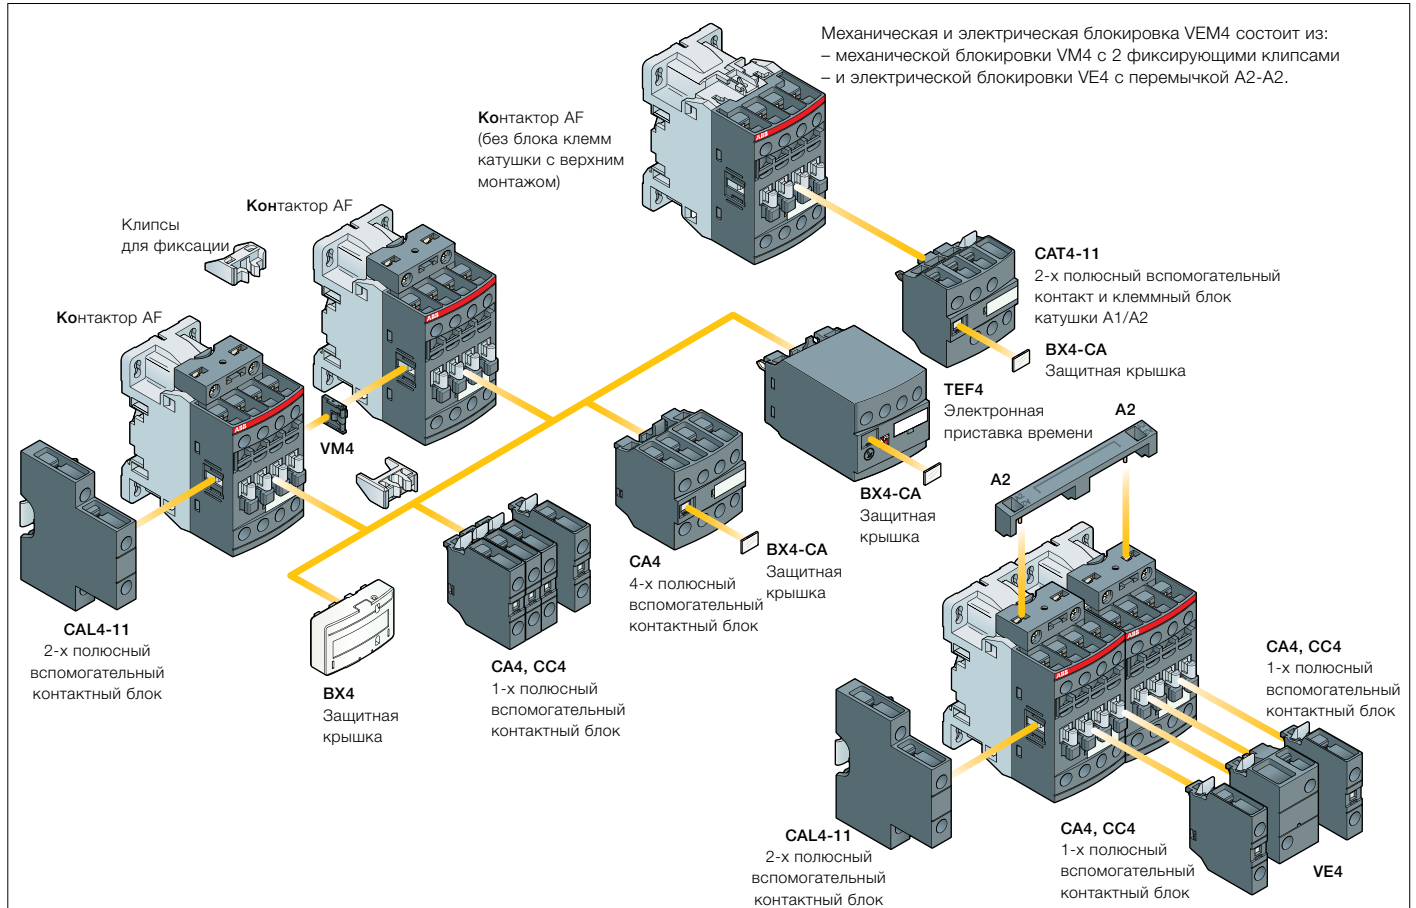 Механическая и электрическая блокировка VEM4 состоит из:
– механической блокировки VM4 с 2 фиксирующими клипсами
– и электрической блокировки VE4 с перемычкой A2-A2.
Контактор AF
(без блока клемм
катушки с верхним
монтажом)
ABB
Клипсы
для фиксации
Контактор AF
ABB
Контактор AF
ABB
VM4
CAT4-11
2-х полюсный вспомогательный
контакт и клеммный блок
катушки A1/A2
BX4-CA
Защитная крышка
TEF4
Электронная
приставка времени
BX4-CA
Защитная
крышка
A2
A2
CA4
4-х полюсный
вспомогательный
контактный блок
BX4-CA
Защитная
крышка
CAL4-11
2-х полюсный
вспомогательный
контактный блок
BX4
Защитная
крышка
CA4, CC4
1-х полюсный
вспомогательный
контактный блок
ABB
ABB
CA4, CC4
1-х полюсный
вспомогательный
контактный блок
CAL4-11
2-х полюсный
вспомогательный
контактный блок
CA4, CC4
1-х полюсный
вспомогательный
контактный блок
VE4